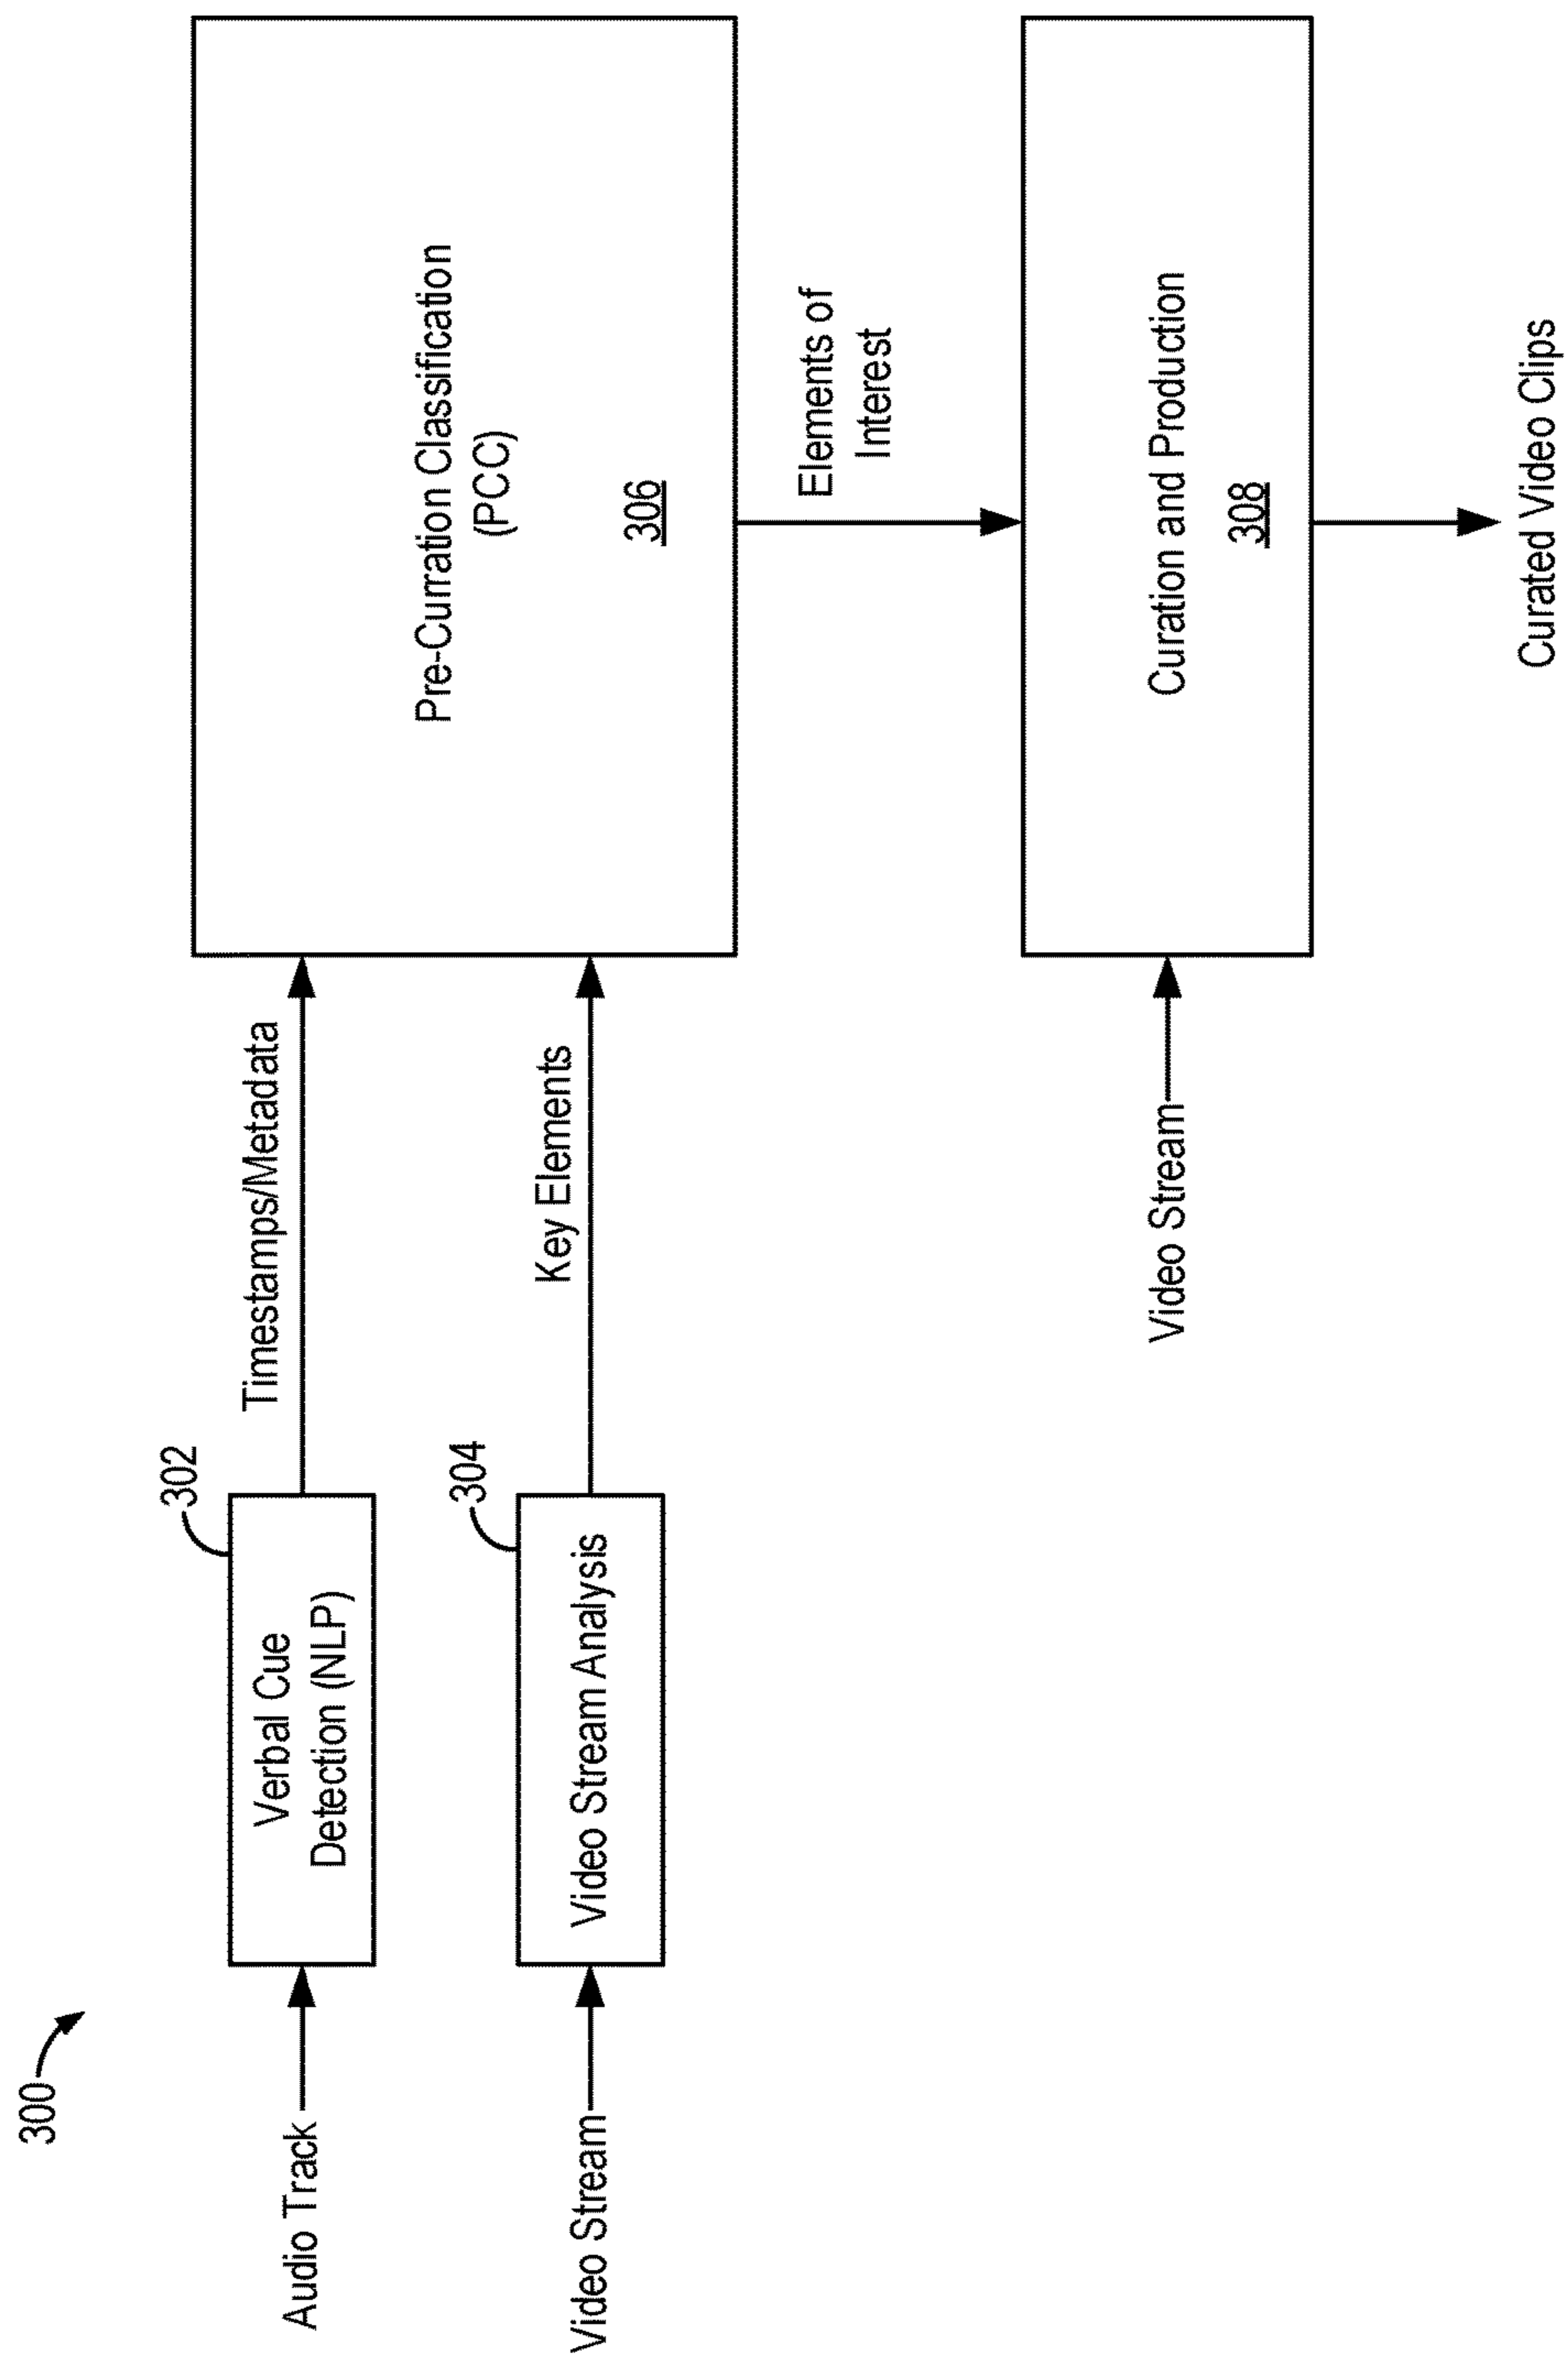 300
Audio Track
Verbal Cue
Detection (NLP)
302
Timestamps/Metadata
Video Stream
Video Stream Analysis
304
Key Elements
Pre-Curration Classification
(PCC)
306
Elements of
Interest
Video Stream
Curation and Production
308
Curated Video Clips